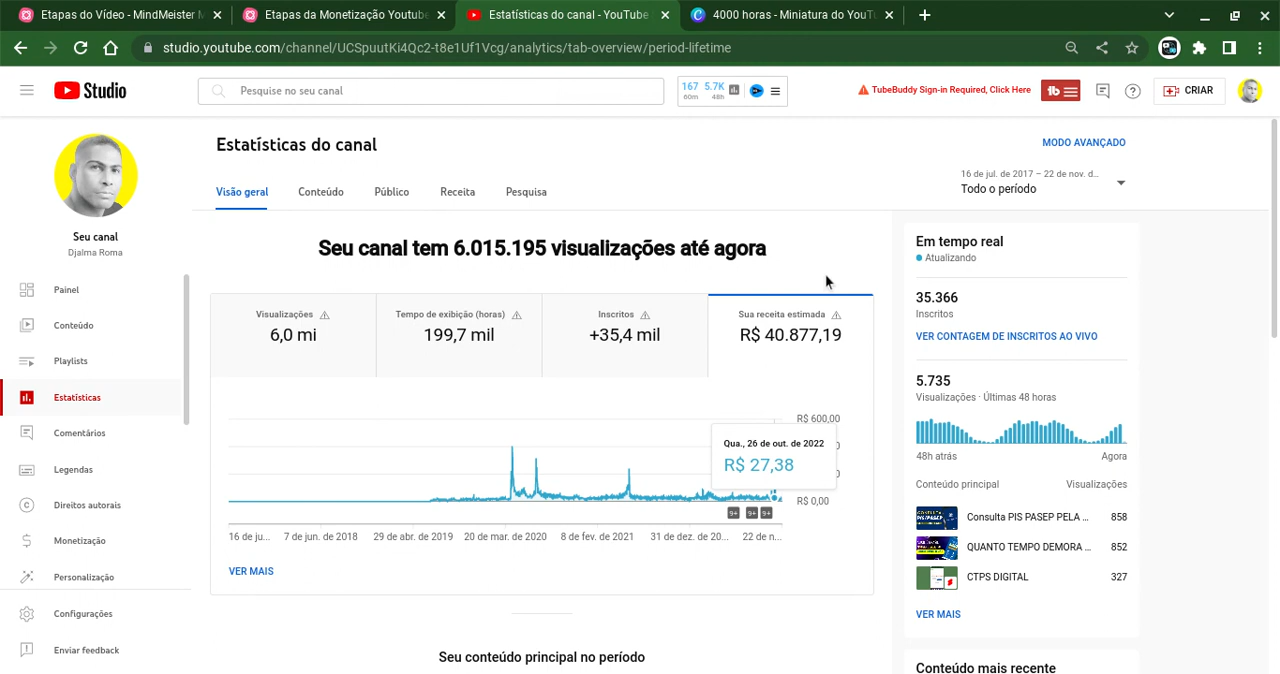 Etapas do Vídeo - MindMeister M
Etapas da Monetização Youtube
Estatísticas do canal - YouTube
4000 horas - Miniatura do YouT
studio.youtube.com/channel/UCSpuutKi4Qc2-t8e1Uf1Vcg/analytics/tab-overview/period-lifetime
Studio
Pesquise no seu canal
167 5.7K
60m 48h
TubeBuddy Sign-in Required, Click Here
tb
CRIAR
Seu canal
Djalma Roma
Painel
Conteúdo
Playlists
Estatísticas
Comentários
Legendas
Direitos autorais
Monetização
Personalização
Configurações
Enviar feedback
Estatísticas do canal
MODO AVANÇADO
Visão geral Conteúdo Público Receita Pesquisa
16 de jul. de 2017 – 22 de nov. d...
Todo o período
Seu canal tem 6.015.195 visualizações até agora
Visualizações
6,0 mi
Tempo de exibição (horas)
199,7 mil
Inscritos
+35,4 mil
Sua receita estimada
R$ 40.877,19
R$ 600,00
Qua., 26 de out. de 2022
R$ 27,38
R$ 0,00
9+ 9+ 9+
16 de ju... 7 de jun. de 2018 29 de abr. de 2019 20 de mar. de 2020 8 de fev. de 2021 31 de dez. de 20... 22 de n...
VER MAIS
Seu conteúdo principal no período
Em tempo real
Atualizando
35.366
Inscritos
VER CONTAGEM DE INSCRITOS AO VIVO
5.735
Visualizações · Últimas 48 horas
48h atrás Agora
Conteúdo principal Visualizações
Consulta PIS PASEP PELA ... 858
QUANTO TEMPO DEMORA ... 852
CTPS DIGITAL 327
VER MAIS
Conteúdo mais recente